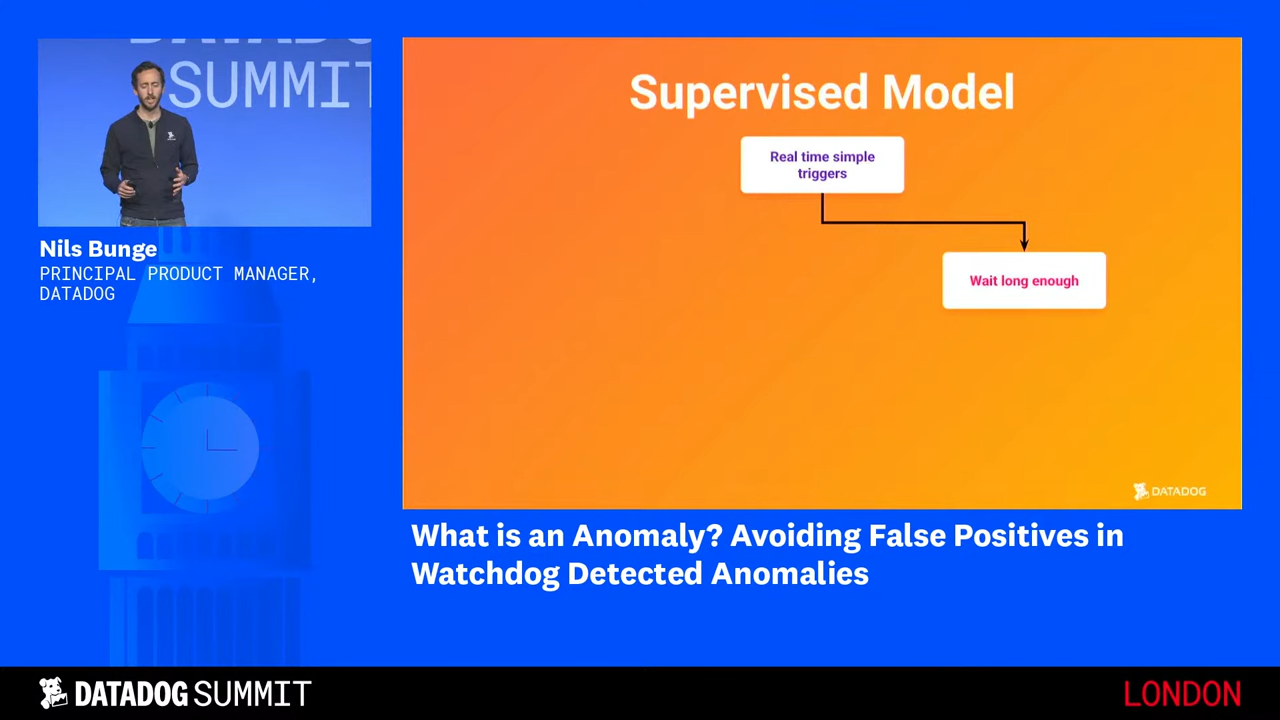 DATADOG
SUMMIT
Nils Bunge
PRINCIPAL PRODUCT MANAGER,
DATADOG
Supervised Model
Real time simple
triggers
Wait long enough
DATADOG
What is an Anomaly? Avoiding False Positives in
Watchdog Detected Anomalies
DATADOG SUMMIT
LONDON